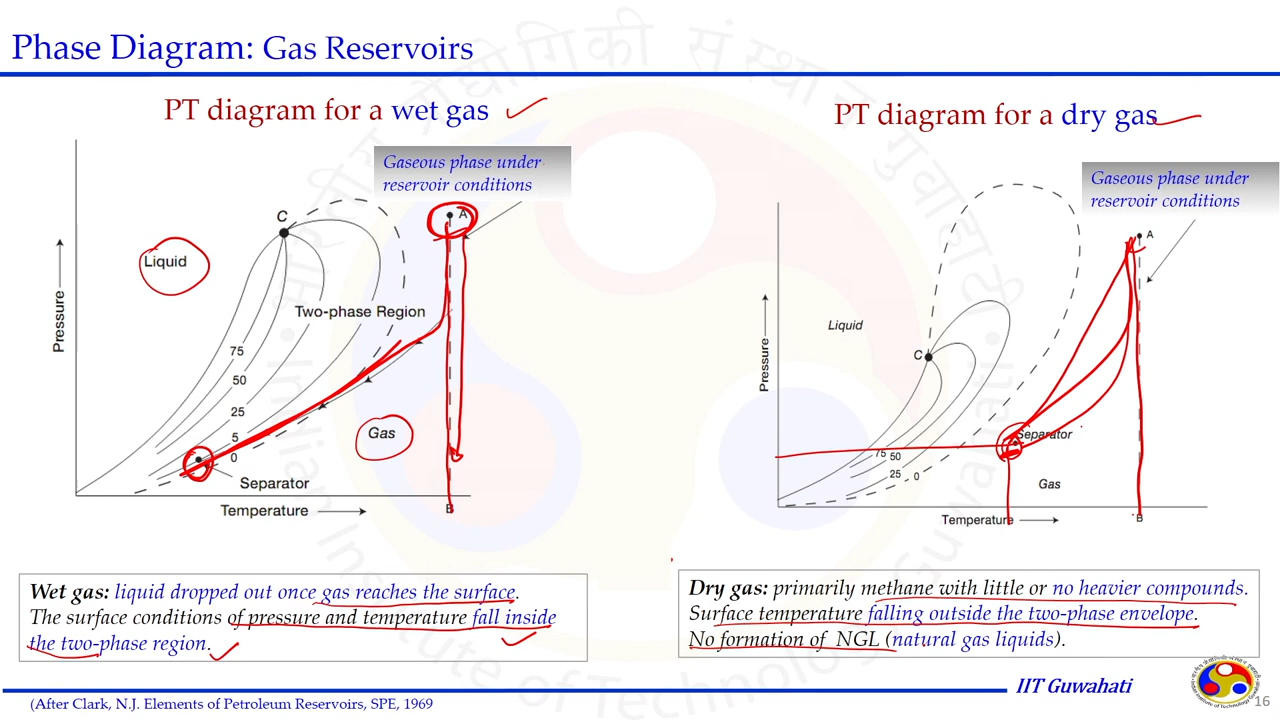 Phase Diagram: Gas Reservoirs
PT diagram for a wet gas
Gaseous phase under
reservoir conditions
C
A
Liquid
Two-phase Region
Pressure
75
50
25
5
0
Gas
Separator
Temperature
B
Wet gas: liquid dropped out once gas reaches the surface.
The surface conditions of pressure and temperature fall inside
the two-phase region.
PT diagram for a dry gas
Gaseous phase under
reservoir conditions
A
Liquid
C
Pressure
Separator
75 50
25 0
Gas
Temperature
B
Dry gas: primarily methane with little or no heavier compounds.
Surface temperature falling outside the two-phase envelope.
No formation of NGL (natural gas liquids).
(After Clark, N.J. Elements of Petroleum Reservoirs, SPE, 1969
IIT Guwahati
16